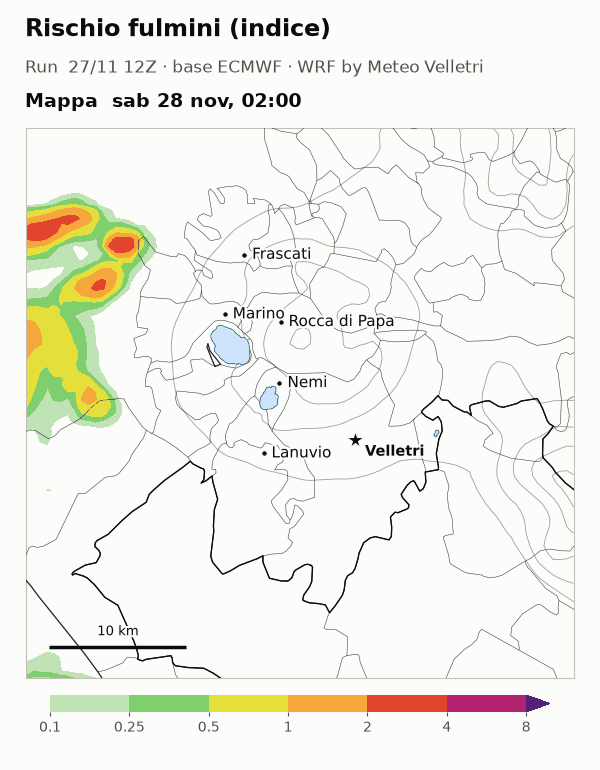 Rischio fulmini (indice)
Run  27/11 12Z · base ECMWF · WRF by Meteo Velletri
Mappa  sab 28 nov, 02:00
Frascati
Marino
Rocca di Papa
Nemi
Velletri
Lanuvio
10 km
0.1 0.25 0.5 1 2 4 8